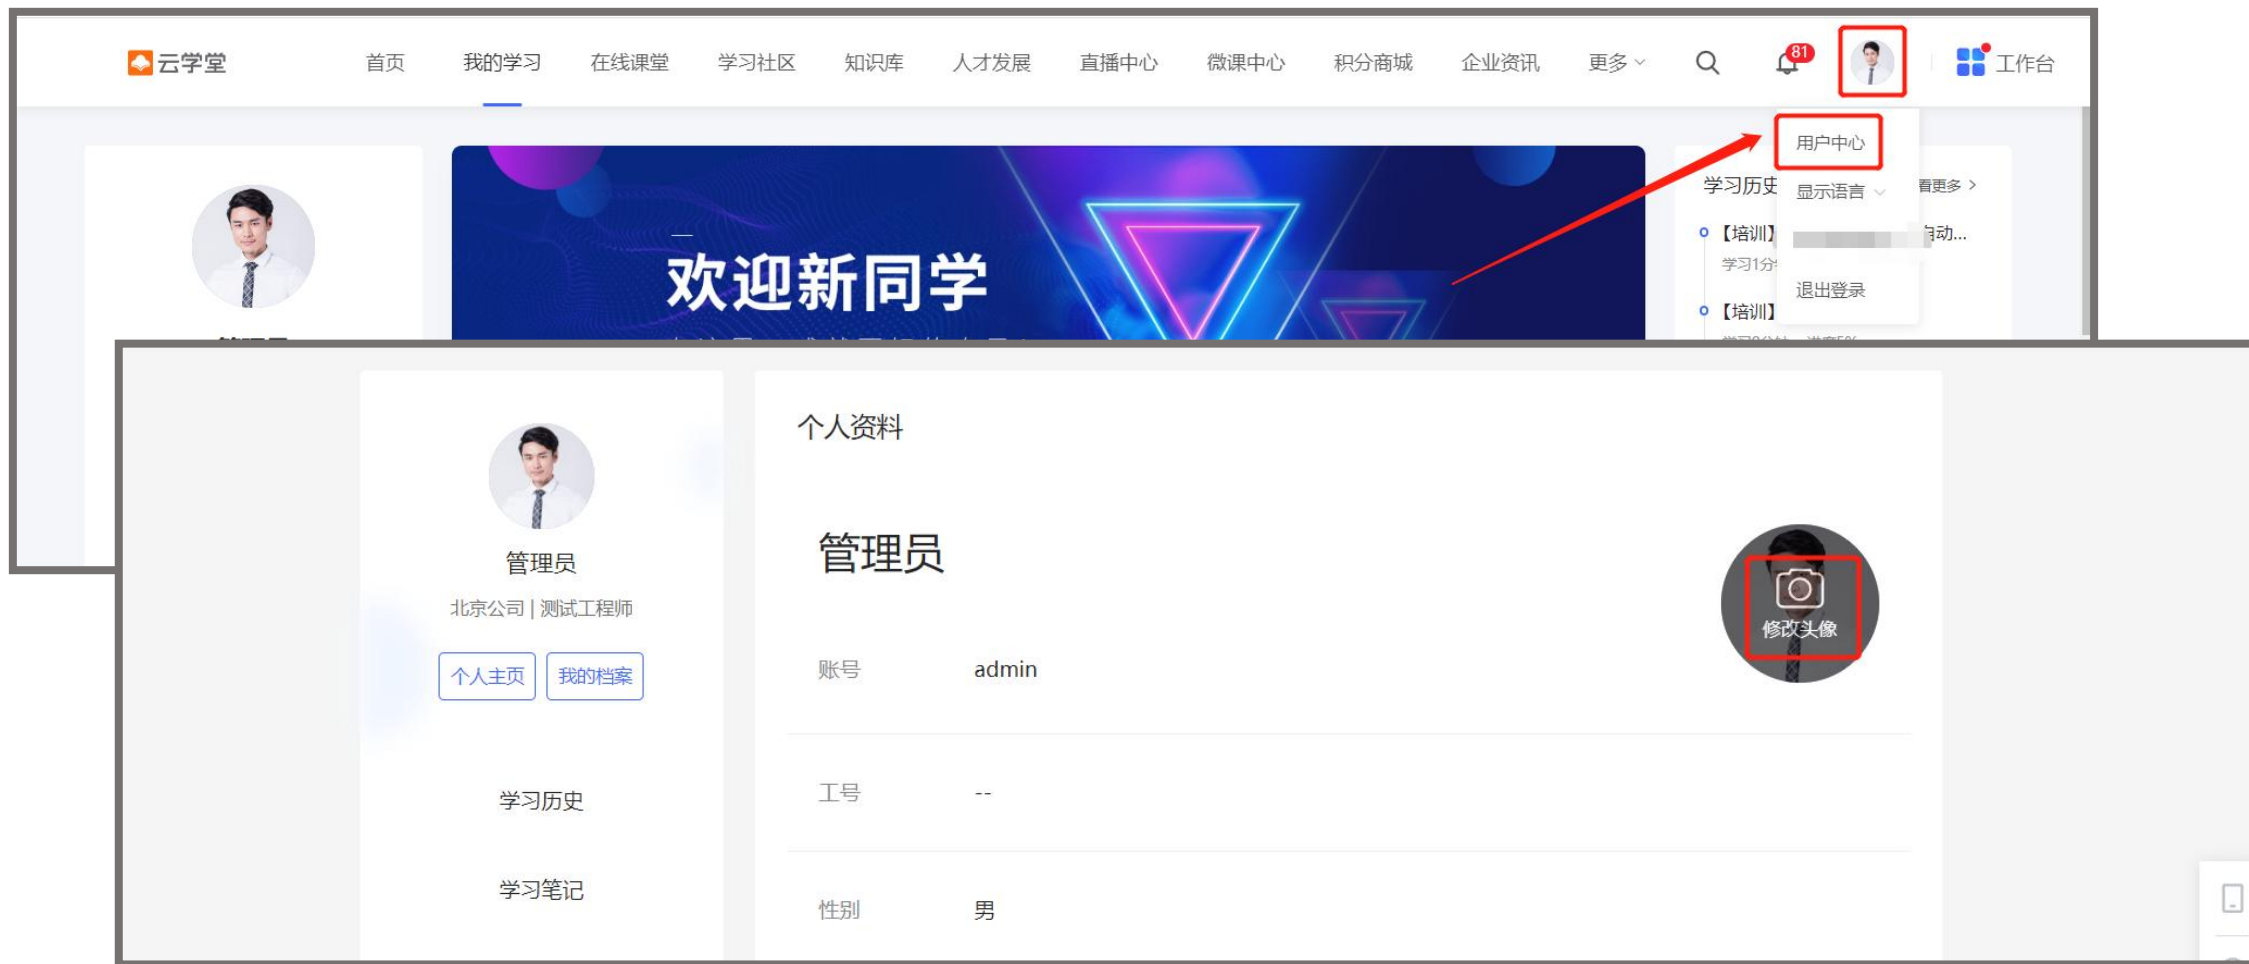 云学堂 首页 我的学习 在线课堂 学习社区 知识库 人才发展 直播中心 微课中心 积分商城 企业资讯 更多 81 工作台
用户中心
学习历史 看更多 >
显示语言
欢迎新同学
【培训】 自动...
学习1分
退出登录
【培训】
个人资料
管理员
北京公司 | 测试工程师
个人主页 我的档案
学习历史
学习笔记
管理员
修改头像
账号 admin
工号 --
性别 男